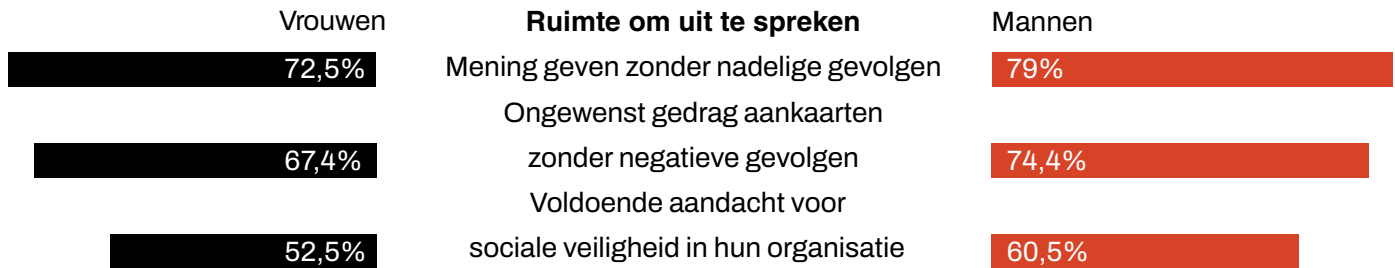 Vrouwen Ruimte om uit te spreken Mannen
72,5% Mening geven zonder nadelige gevolgen 79%
Ongewenst gedrag aankaarten
67,4% zonder negatieve gevolgen 74,4%
Voldoende aandacht voor
52,5% sociale veiligheid in hun organisatie 60,5%